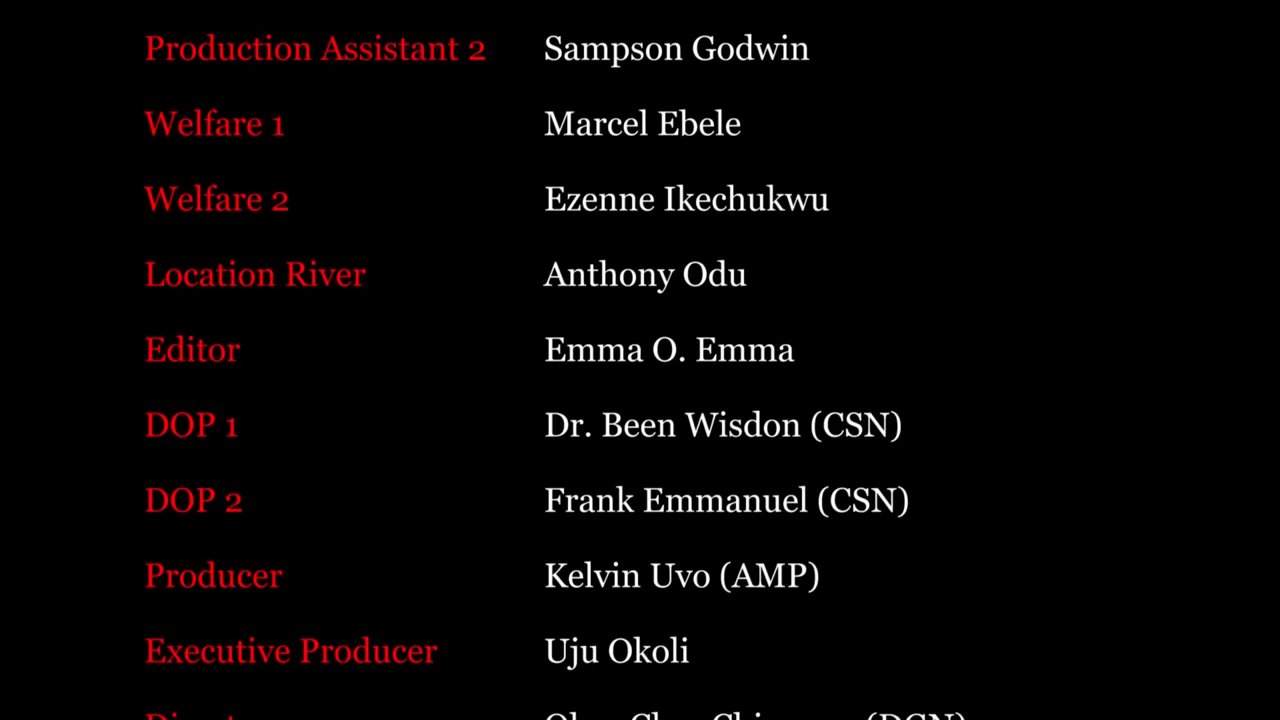 Production Assistant 2 Sampson Godwin
Welfare 1 Marcel Ebele
Welfare 2 Ezenne Ikechukwu
Location River Anthony Odu
Editor Emma O. Emma
DOP 1 Dr. Been Wisdon (CSN)
DOP 2 Frank Emmanuel (CSN)
Producer Kelvin Uvo (AMP)
Executive Producer Uju Okoli